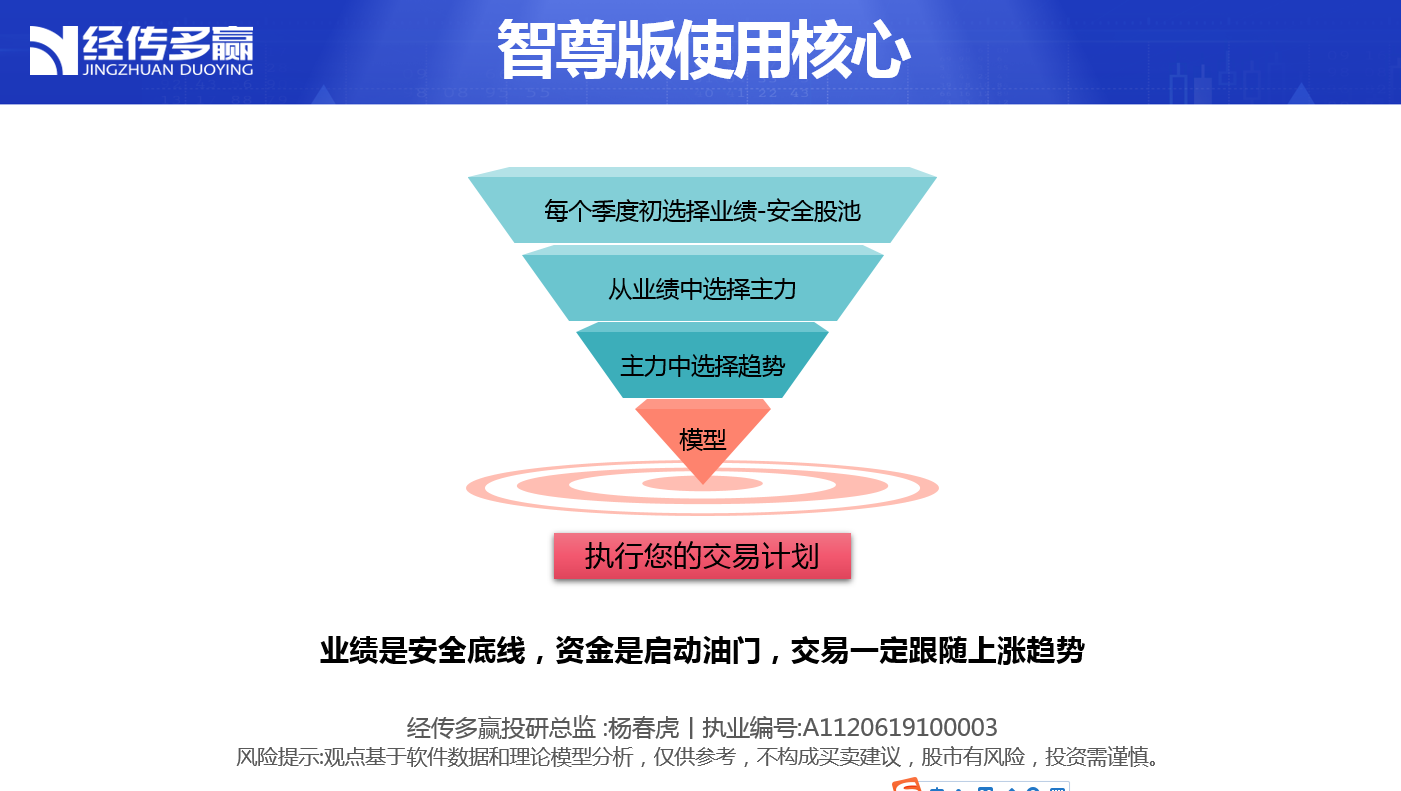 经传多赢
JINGZHUAN DUOYING
智尊版使用核心
每个季度初选择业绩-安全股池
从业绩中选择主力
主力中选择趋势
模型
执行您的交易计划
业绩是安全底线，资金是启动油门，交易一定跟随上涨趋势
经传多赢投研总监 :杨春虎丨执业编号:A1120619100003
风险提示:观点基于软件数据和理论模型分析，仅供参考，不构成买卖建议，股市有风险，投资需谨慎。